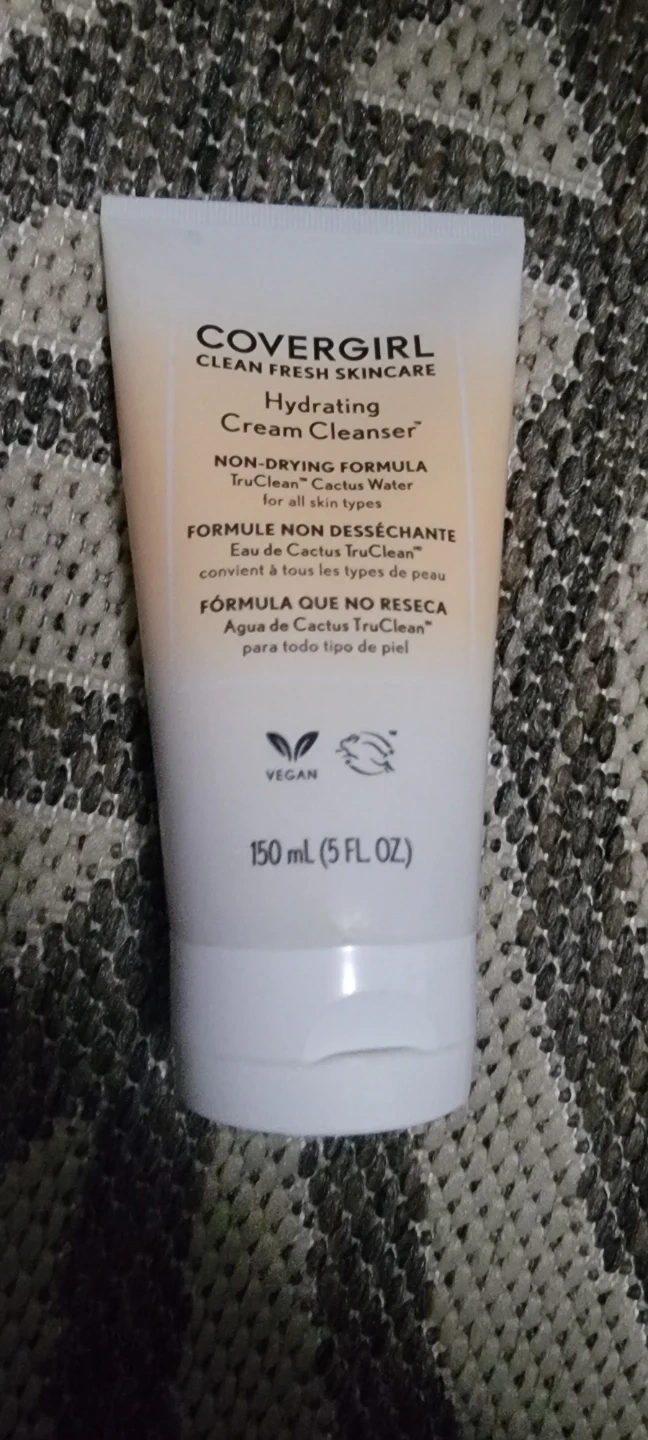 COVERGIRL
CLEAN FRESH SKINCARE
Hydrating
Cream Cleanser™
NON-DRYING FORMULA
TruClean™ Cactus Water
for all skin types
FORMULE NON DESSÉCHANTE
Eau de Cactus TruClean™
convient à tous les types de peau
FÓRMULA QUE NO RESECA
Agua de Cactus TruClean™
para todo tipo de piel
VEGAN
150 mL (5 FL. OZ.)